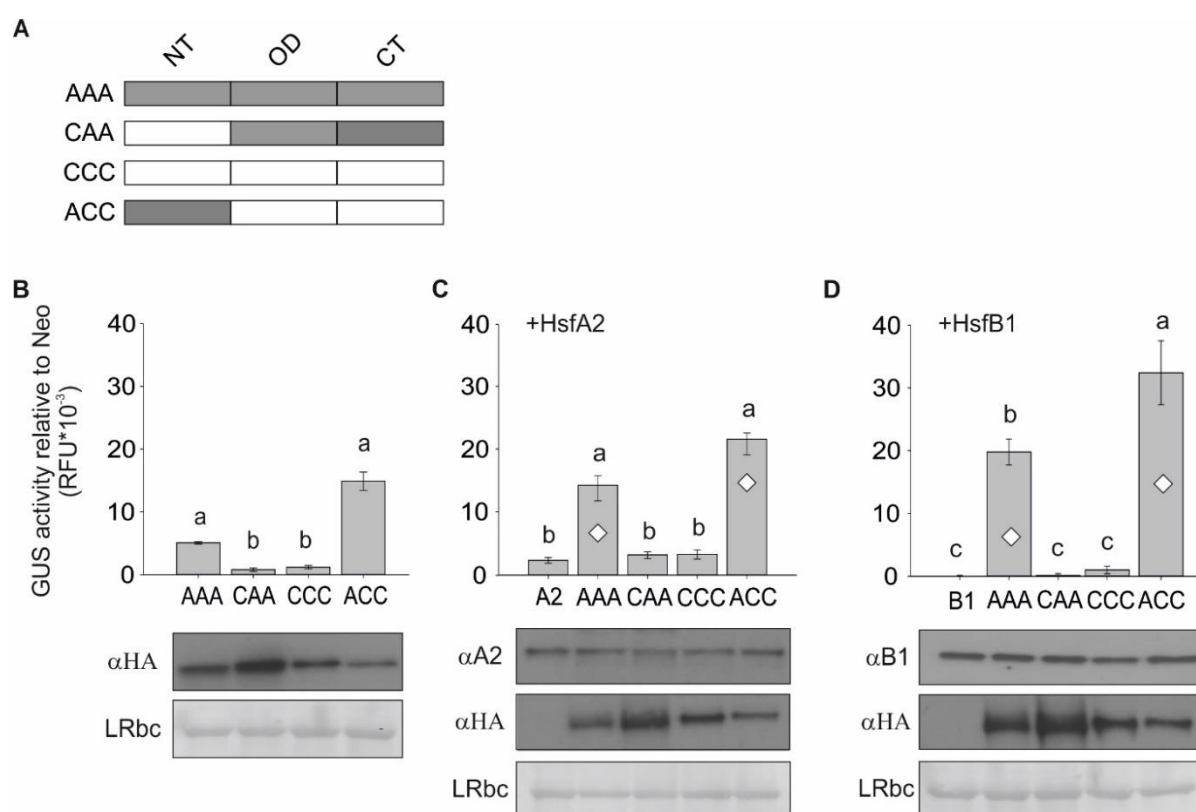 A
NT OD CT
AAA
CAA
CCC
ACC
B
GUS activity relative to Neo
(RFU*10⁻³)
40
30
20
10
0
a
b
b
a
AAA CAA CCC ACC
αHA
LRbc
C
+HsfA2
40
30
20
10
0
b
a
b
b
a
A2 AAA CAA CCC ACC
αA2
αHA
LRbc
D
+HsfB1
40
30
20
10
0
c
b
c
c
a
B1 AAA CAA CCC ACC
αB1
αHA
LRbc